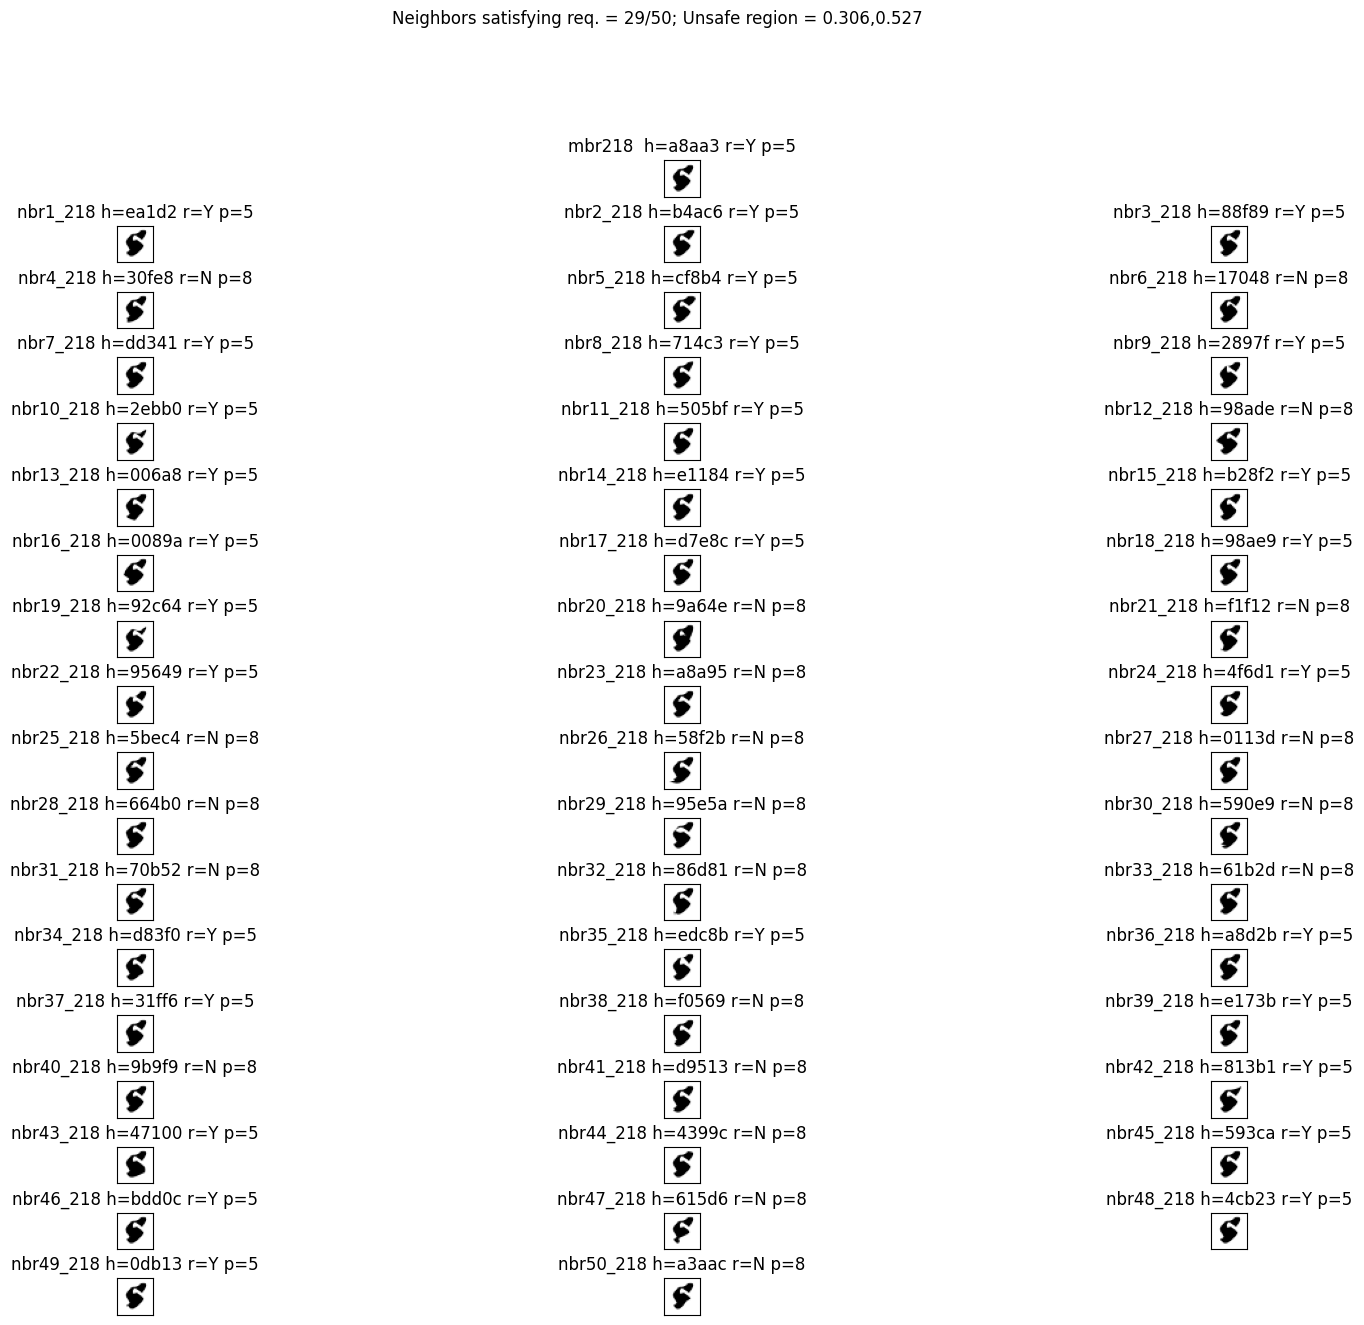 Neighbors satisfying req. = 29/50; Unsafe region = 0.306,0.527
mbr218  h=a8aa3 r=Y p=5
nbr1_218 h=ea1d2 r=Y p=5
nbr2_218 h=b4ac6 r=Y p=5
nbr3_218 h=88f89 r=Y p=5
nbr4_218 h=30fe8 r=N p=8
nbr5_218 h=cf8b4 r=Y p=5
nbr6_218 h=17048 r=N p=8
nbr7_218 h=dd341 r=Y p=5
nbr8_218 h=714c3 r=Y p=5
nbr9_218 h=2897f r=Y p=5
nbr10_218 h=2ebb0 r=Y p=5
nbr11_218 h=505bf r=Y p=5
nbr12_218 h=98ade r=N p=8
nbr13_218 h=006a8 r=Y p=5
nbr14_218 h=e1184 r=Y p=5
nbr15_218 h=b28f2 r=Y p=5
nbr16_218 h=0089a r=Y p=5
nbr17_218 h=d7e8c r=Y p=5
nbr18_218 h=98ae9 r=Y p=5
nbr19_218 h=92c64 r=Y p=5
nbr20_218 h=9a64e r=N p=8
nbr21_218 h=f1f12 r=N p=8
nbr22_218 h=95649 r=Y p=5
nbr23_218 h=a8a95 r=N p=8
nbr24_218 h=4f6d1 r=Y p=5
nbr25_218 h=5bec4 r=N p=8
nbr26_218 h=58f2b r=N p=8
nbr27_218 h=0113d r=N p=8
nbr28_218 h=664b0 r=N p=8
nbr29_218 h=95e5a r=N p=8
nbr30_218 h=590e9 r=N p=8
nbr31_218 h=70b52 r=N p=8
nbr32_218 h=86d81 r=N p=8
nbr33_218 h=61b2d r=N p=8
nbr34_218 h=d83f0 r=Y p=5
nbr35_218 h=edc8b r=Y p=5
nbr36_218 h=a8d2b r=Y p=5
nbr37_218 h=31ff6 r=Y p=5
nbr38_218 h=f0569 r=N p=8
nbr39_218 h=e173b r=Y p=5
nbr40_218 h=9b9f9 r=N p=8
nbr41_218 h=d9513 r=N p=8
nbr42_218 h=813b1 r=Y p=5
nbr43_218 h=47100 r=Y p=5
nbr44_218 h=4399c r=N p=8
nbr45_218 h=593ca r=Y p=5
nbr46_218 h=bdd0c r=Y p=5
nbr47_218 h=615d6 r=N p=8
nbr48_218 h=4cb23 r=Y p=5
nbr49_218 h=0db13 r=Y p=5
nbr50_218 h=a3aac r=N p=8